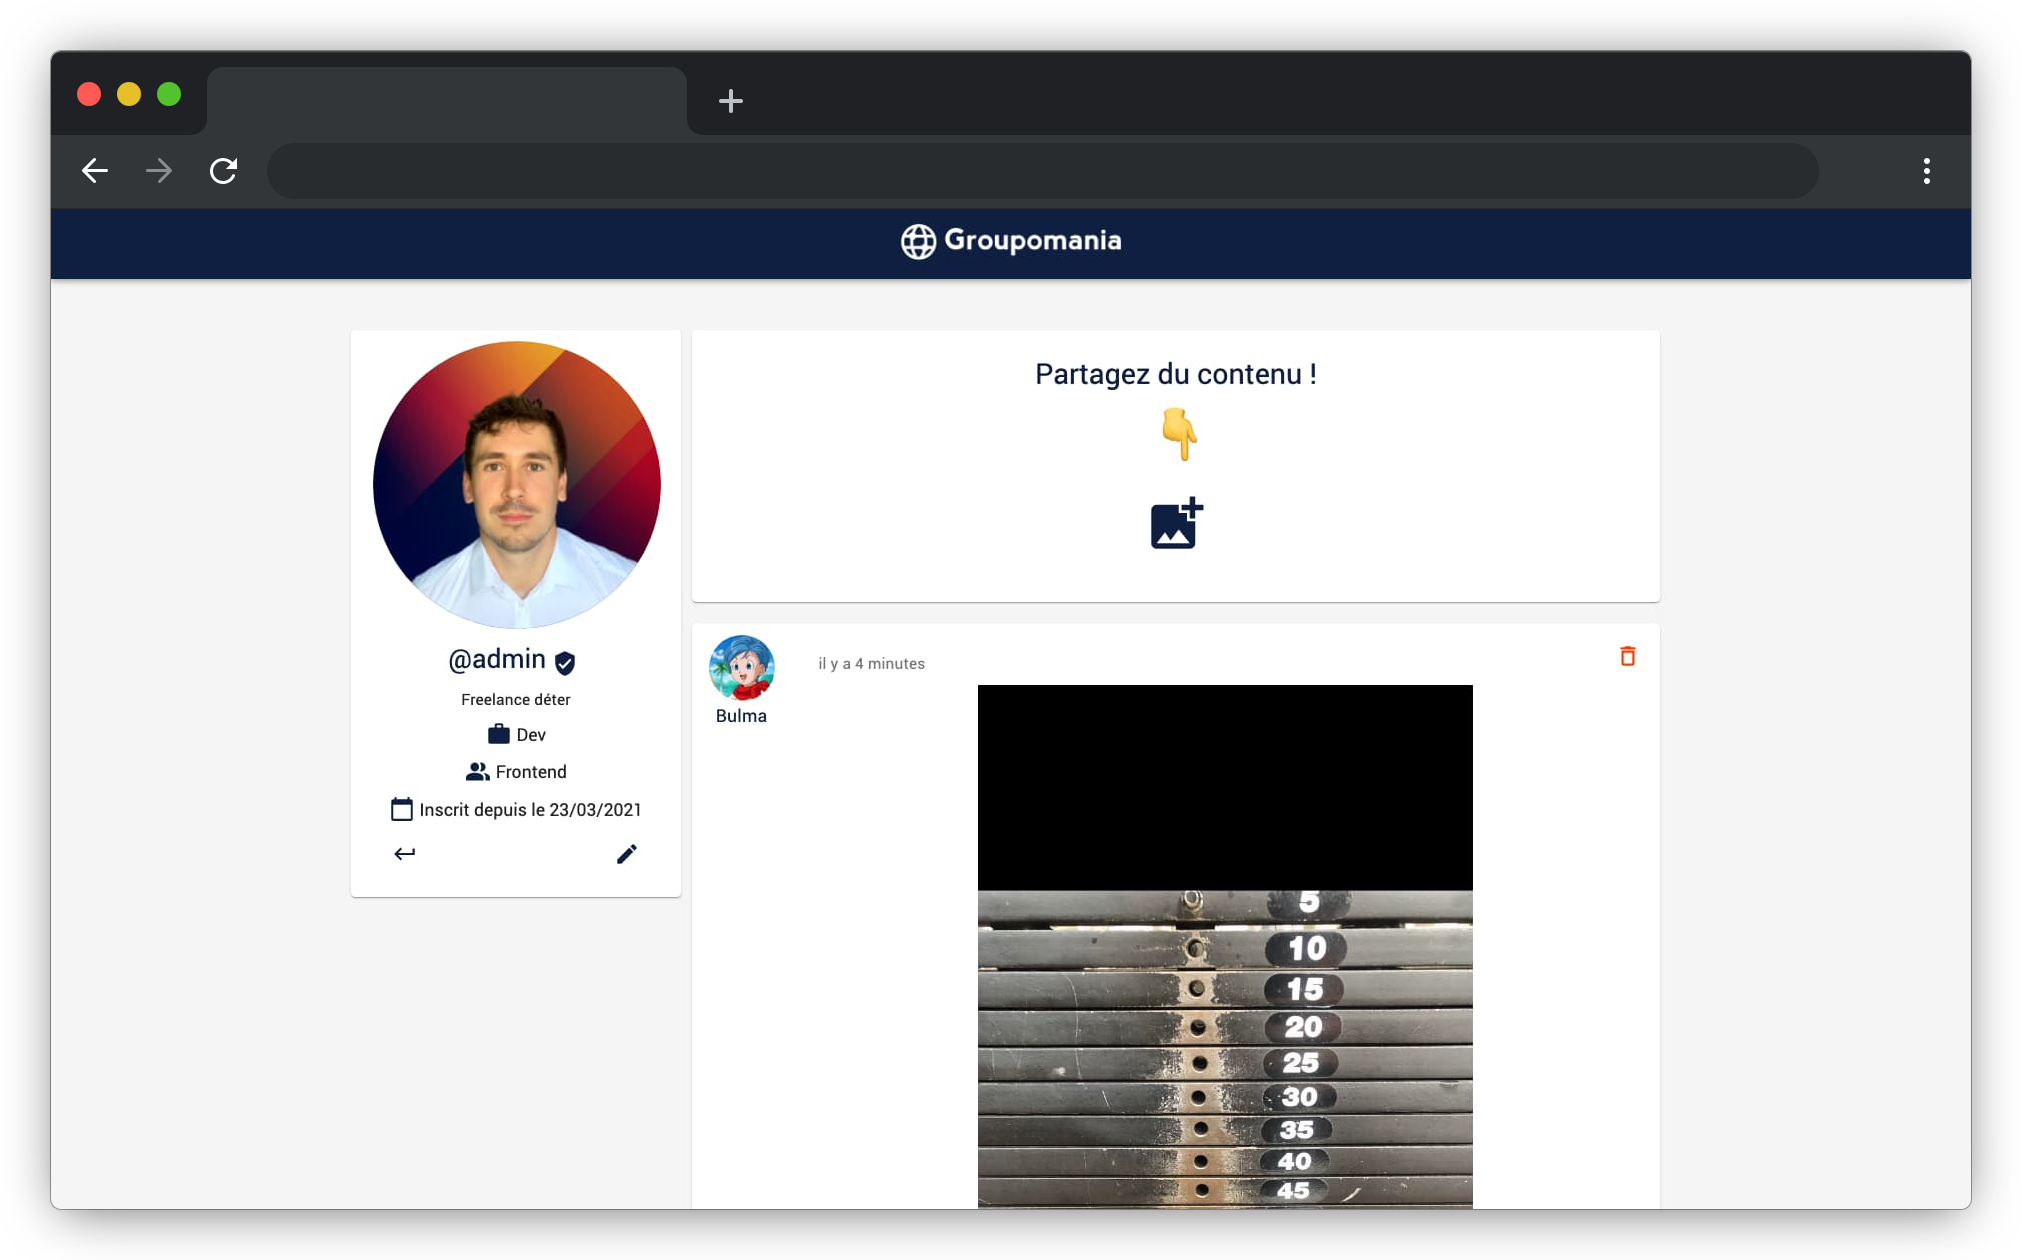 Groupomania
@admin
Freelance déter
Dev
Frontend
Inscrit depuis le 23/03/2021
Partagez du contenu !
il y a 4 minutes
Bulma
5
10
15
20
25
30
35
40
45